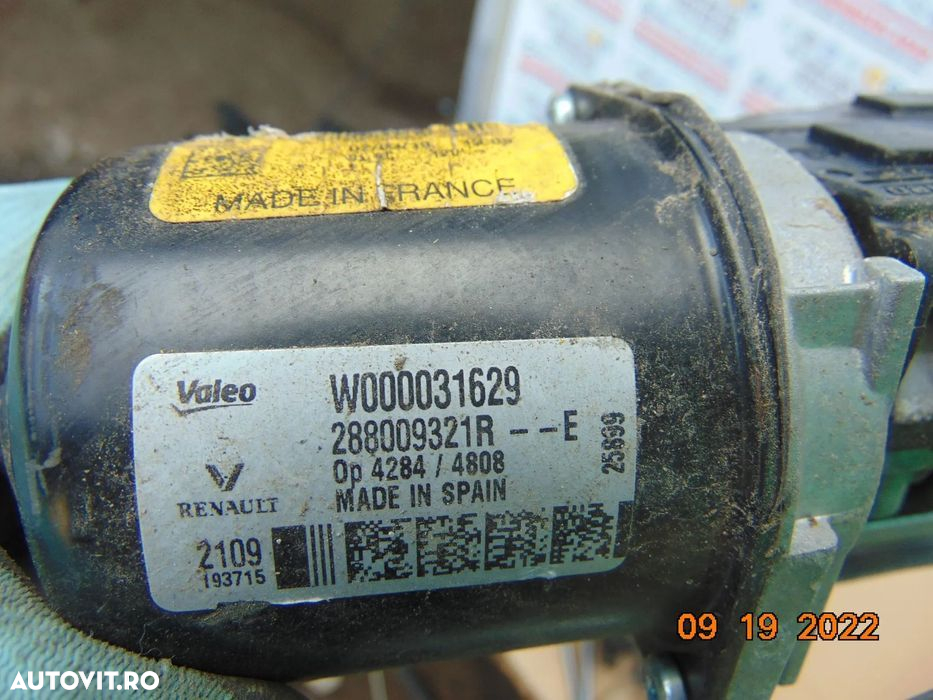 MADE IN FRANCE
Valeo
W000031629
288009321R -- E
Op 4284 / 4808
MADE IN SPAIN
RENAULT
2109
193715
25899
09 19 2022
AUTOVIT.RO